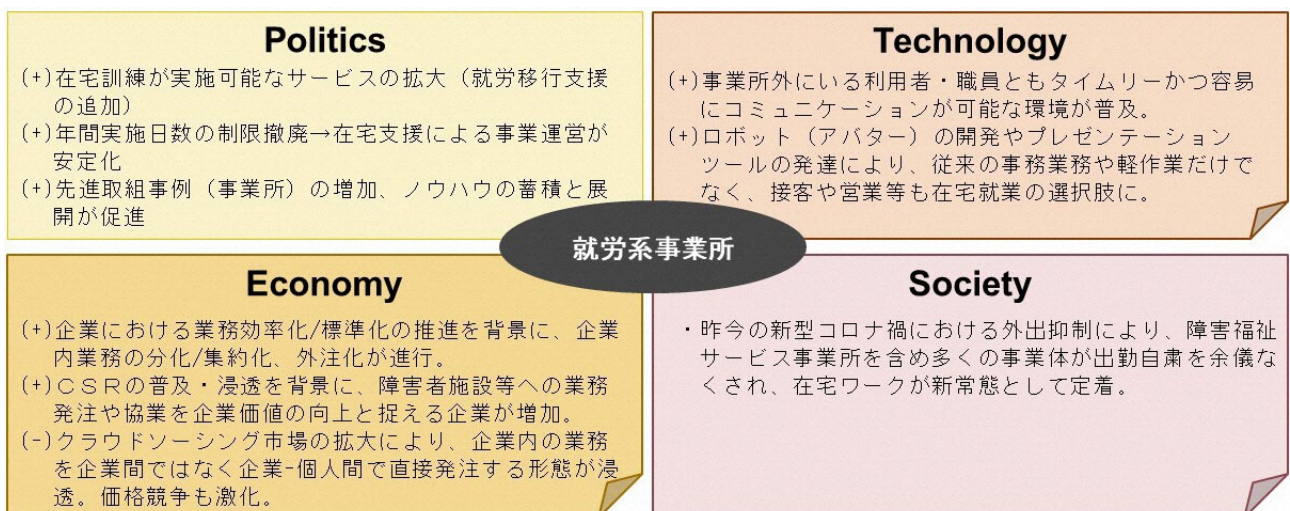 Politics
(+)在宅訓練が実施可能なサービスの拡大（就労移行支援
の追加）
(+)年間実施日数の制限撤廃→在宅支援による事業運営が
安定化
(+)先進取組事例（事業所）の増加、ノウハウの蓄積と展
開が促進
Technology
(+)事業所外にいる利用者・職員ともタイムリーかつ容易
にコミュニケーションが可能な環境が普及。
(+)ロボット（アバター）の開発やプレゼンテーション
ツールの発達により、従来の事務業務や軽作業だけで
なく、接客や営業等も在宅就業の選択肢に。
就労系事業所
Economy
(+)企業における業務効率化/標準化の推進を背景に、企業
内業務の分化/集約化、外注化が進行。
(+)ＣＳＲの普及・浸透を背景に、障害者施設等への業務
発注や協業を企業価値の向上と捉える企業が増加。
(-)クラウドソーシング市場の拡大により、企業内の業務
を企業間ではなく企業-個人間で直接発注する形態が浸
透。価格競争も激化。
Society
・昨今の新型コロナ禍における外出抑制により、障害福祉
サービス事業所を含め多くの事業体が出勤自粛を余儀な
くされ、在宅ワークが新常態として定着。